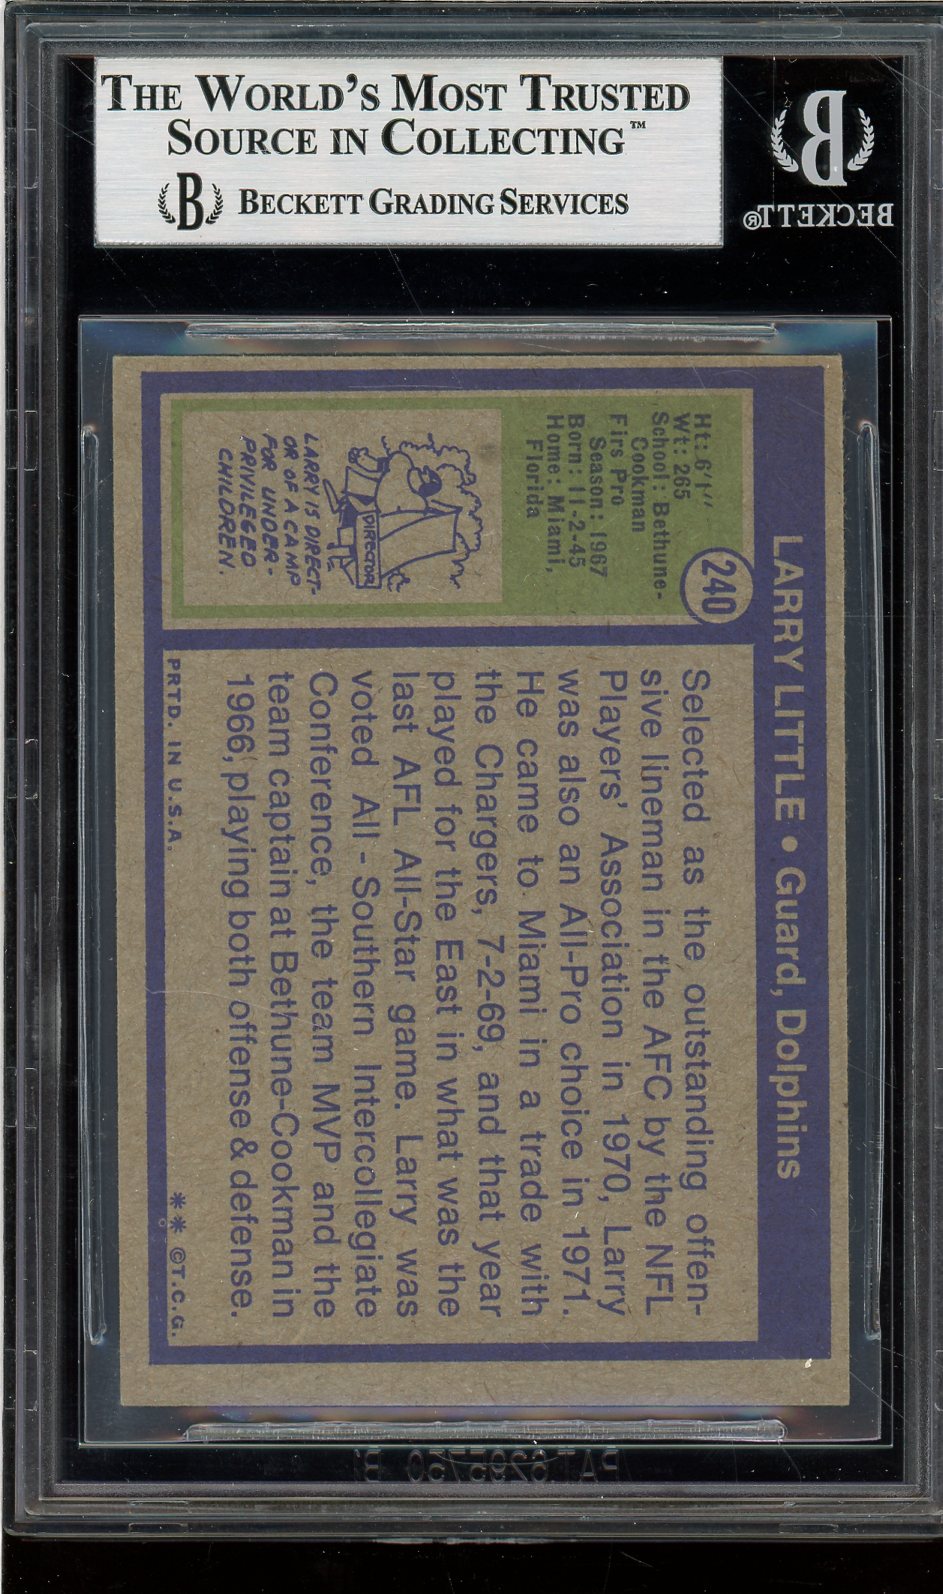 THE WORLD'S MOST TRUSTED
SOURCE IN COLLECTING™
B BECKETT GRADING SERVICES
B
BECKETT®
LARRY LITTLE • Guard, Dolphins
240
Ht: 6'1"
Wt: 265
School: Bethune-
Cookman
Firs Pro
Season: 1967
Born: 11-2-45
Home: Miami,
Florida
DIRECTOR
LARRY IS DIRECT-
OR OF A CAMP
FOR UNDER-
PRIVILEGED
CHILDREN.
Selected as the outstanding offen-
sive lineman in the AFC by the NFL
Players' Association in 1970, Larry
was also an All-Pro choice in 1971.
He came to Miami in a trade with
the Chargers, 7-2-69, and that year
played for the East in what was the
last AFL All-Star game. Larry was
voted All-Southern Intercollegiate
Conference, the team MVP and the
team captain at Bethune-Cookman in
1966, playing both offense & defense.
PRTD. IN U.S.A.
** ©T.C.G.